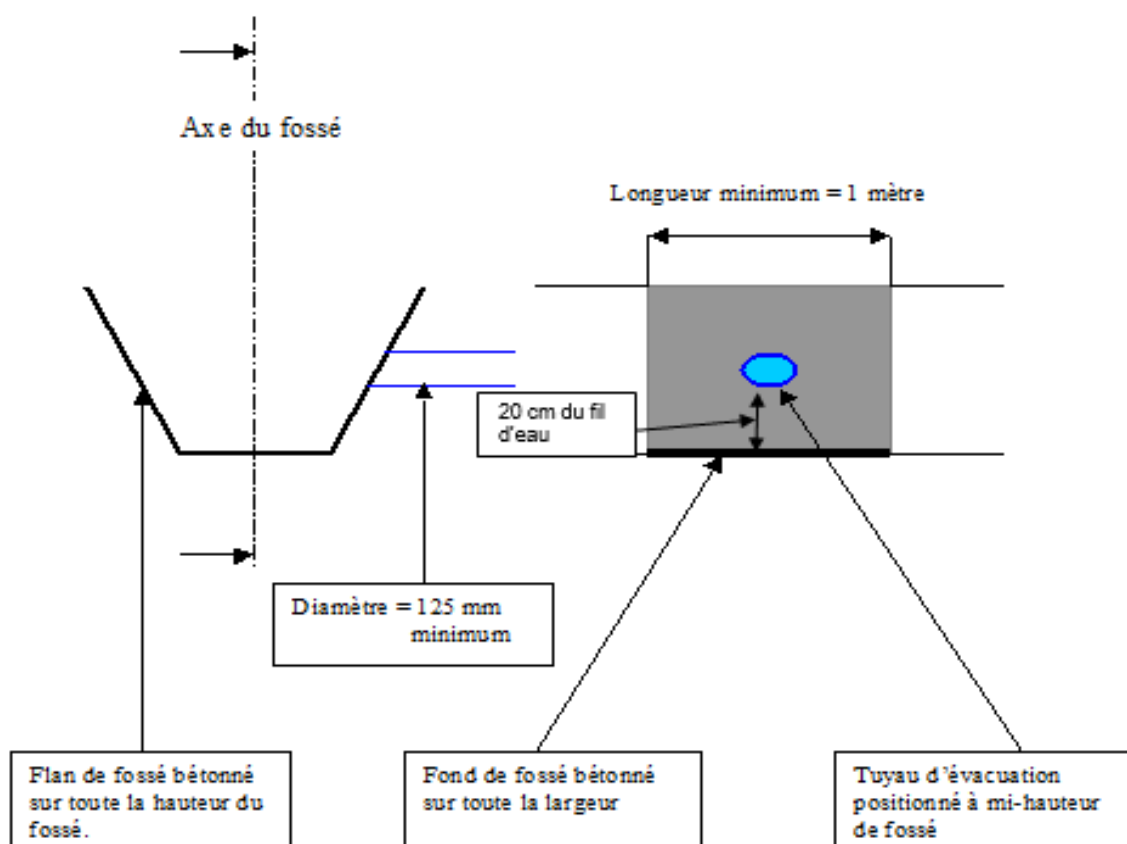 Axe du fossé
Longueur minimum = 1 mètre
20 cm du fil
d'eau
Diamètre = 125 mm
minimum
Flan de fossé bétonné
sur toute la hauteur du
fossé.
Fond de fossé bétonné
sur toute la largeur
Tuyau d'évacuation
positionné à mi-hauteur
de fossé